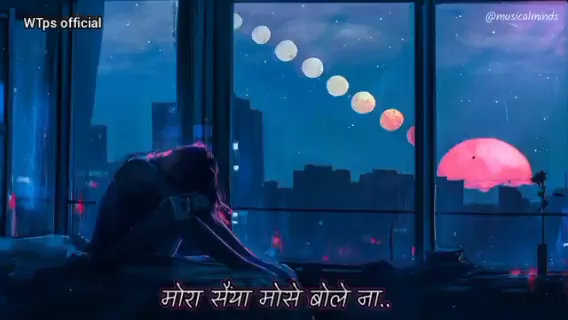 WTps official
@musicalminds
मोरा सैंया मोसे बोले ना..